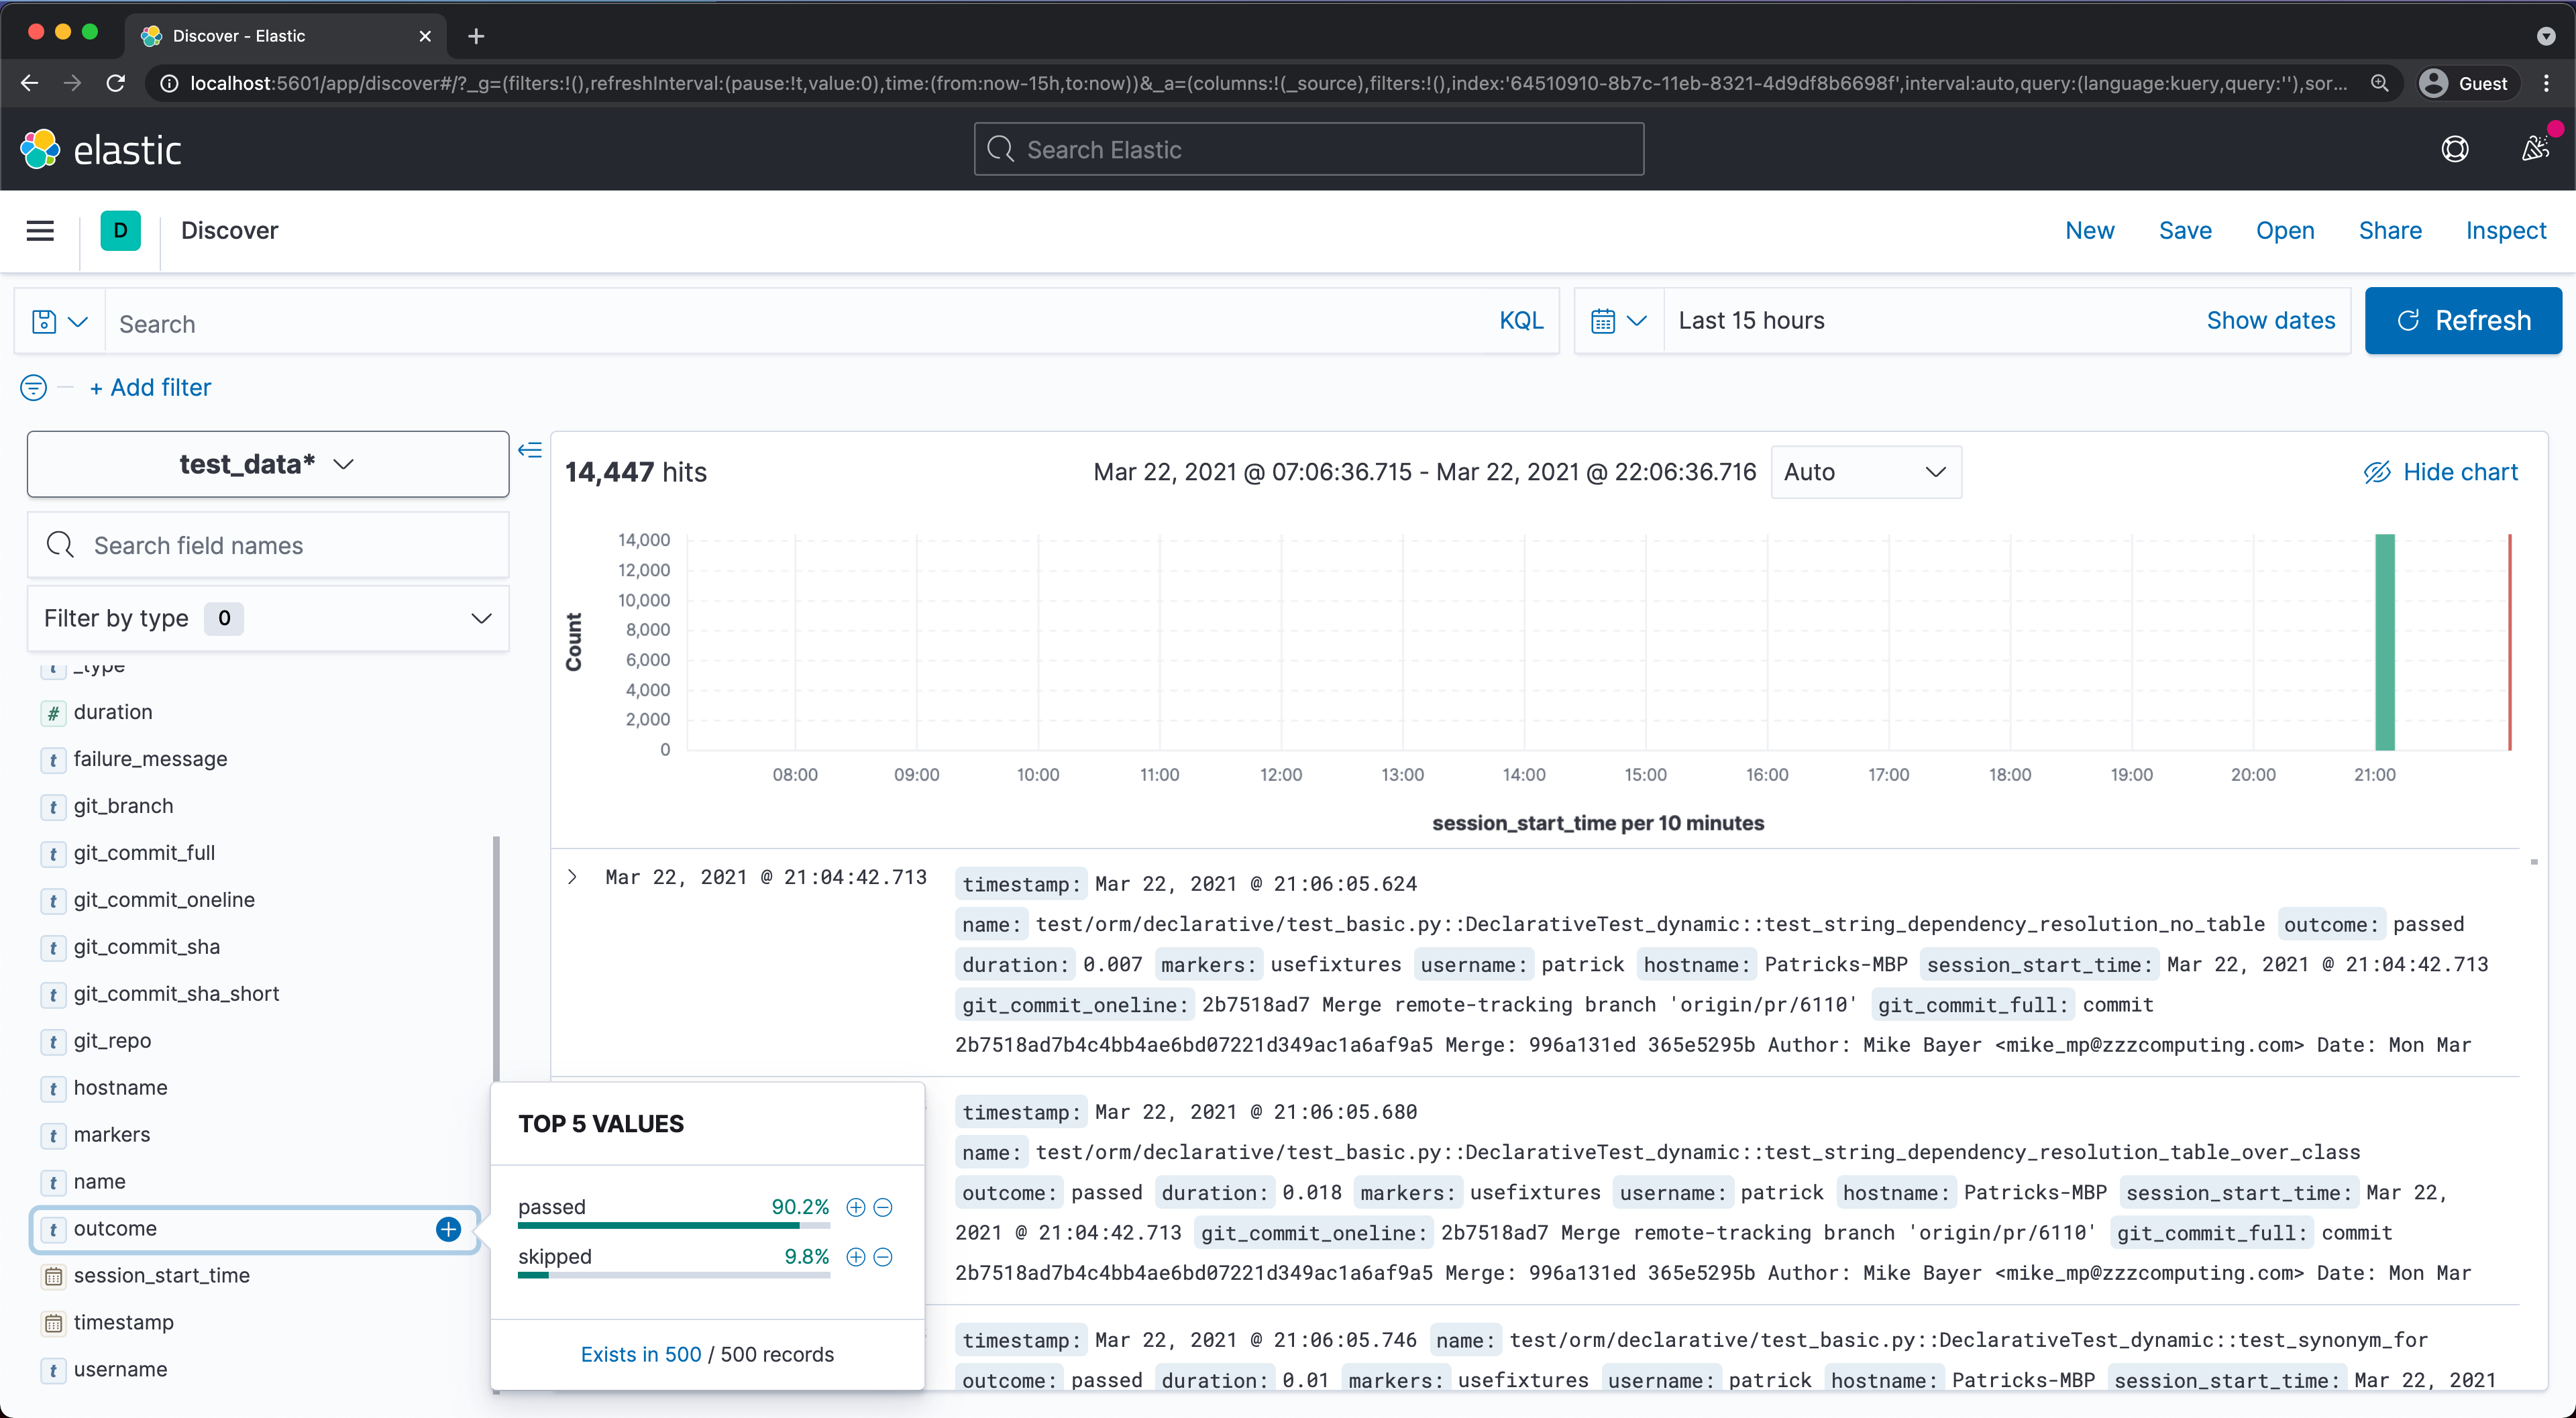 Discover - Elastic
localhost:5601/app/discover#/?_g=(filters:!(),refreshInterval:(pause:!t,value:0),time:(from:now-15h,to:now))&_a=(columns:!(_source),filters:!(),index:'64510910-8b7c-11eb-8321-4d9df8b6698f',interval:auto,query:(language:kuery,query:''),sor...
Guest
elastic
Search Elastic
D
Discover
New Save Open Share Inspect
Search
KQL
Last 15 hours
Show dates
Refresh
+ Add filter
test_data*
Search field names
Filter by type 0
t _type
# duration
t failure_message
t git_branch
t git_commit_full
t git_commit_oneline
t git_commit_sha
t git_commit_sha_short
t git_repo
t hostname
t markers
t name
t outcome
session_start_time
timestamp
t username
TOP 5 VALUES
passed 90.2%
skipped 9.8%
Exists in 500 / 500 records
14,447 hits
Mar 22, 2021 @ 07:06:36.715 - Mar 22, 2021 @ 22:06:36.716
Auto
Hide chart
Count
14,000
12,000
10,000
8,000
6,000
4,000
2,000
0
08:00 09:00 10:00 11:00 12:00 13:00 14:00 15:00 16:00 17:00 18:00 19:00 20:00 21:00
session_start_time per 10 minutes
Mar 22, 2021 @ 21:04:42.713
timestamp: Mar 22, 2021 @ 21:06:05.624
name: test/orm/declarative/test_basic.py::DeclarativeTest_dynamic::test_string_dependency_resolution_no_table outcome: passed
duration: 0.007 markers: usefixtures username: patrick hostname: Patricks-MBP session_start_time: Mar 22, 2021 @ 21:04:42.713
git_commit_oneline: 2b7518ad7 Merge remote-tracking branch 'origin/pr/6110' git_commit_full: commit
2b7518ad7b4c4bb4ae6bd07221d349ac1a6af9a5 Merge: 996a131ed 365e5295b Author: Mike Bayer <mike_mp@zzzcomputing.com> Date: Mon Mar
timestamp: Mar 22, 2021 @ 21:06:05.680
name: test/orm/declarative/test_basic.py::DeclarativeTest_dynamic::test_string_dependency_resolution_table_over_class
outcome: passed duration: 0.018 markers: usefixtures username: patrick hostname: Patricks-MBP session_start_time: Mar 22,
2021 @ 21:04:42.713 git_commit_oneline: 2b7518ad7 Merge remote-tracking branch 'origin/pr/6110' git_commit_full: commit
2b7518ad7b4c4bb4ae6bd07221d349ac1a6af9a5 Merge: 996a131ed 365e5295b Author: Mike Bayer <mike_mp@zzzcomputing.com> Date: Mon Mar
timestamp: Mar 22, 2021 @ 21:06:05.746 name: test/orm/declarative/test_basic.py::DeclarativeTest_dynamic::test_synonym_for
outcome: passed duration: 0.01 markers: usefixtures username: patrick hostname: Patricks-MBP session_start_time: Mar 22, 2021